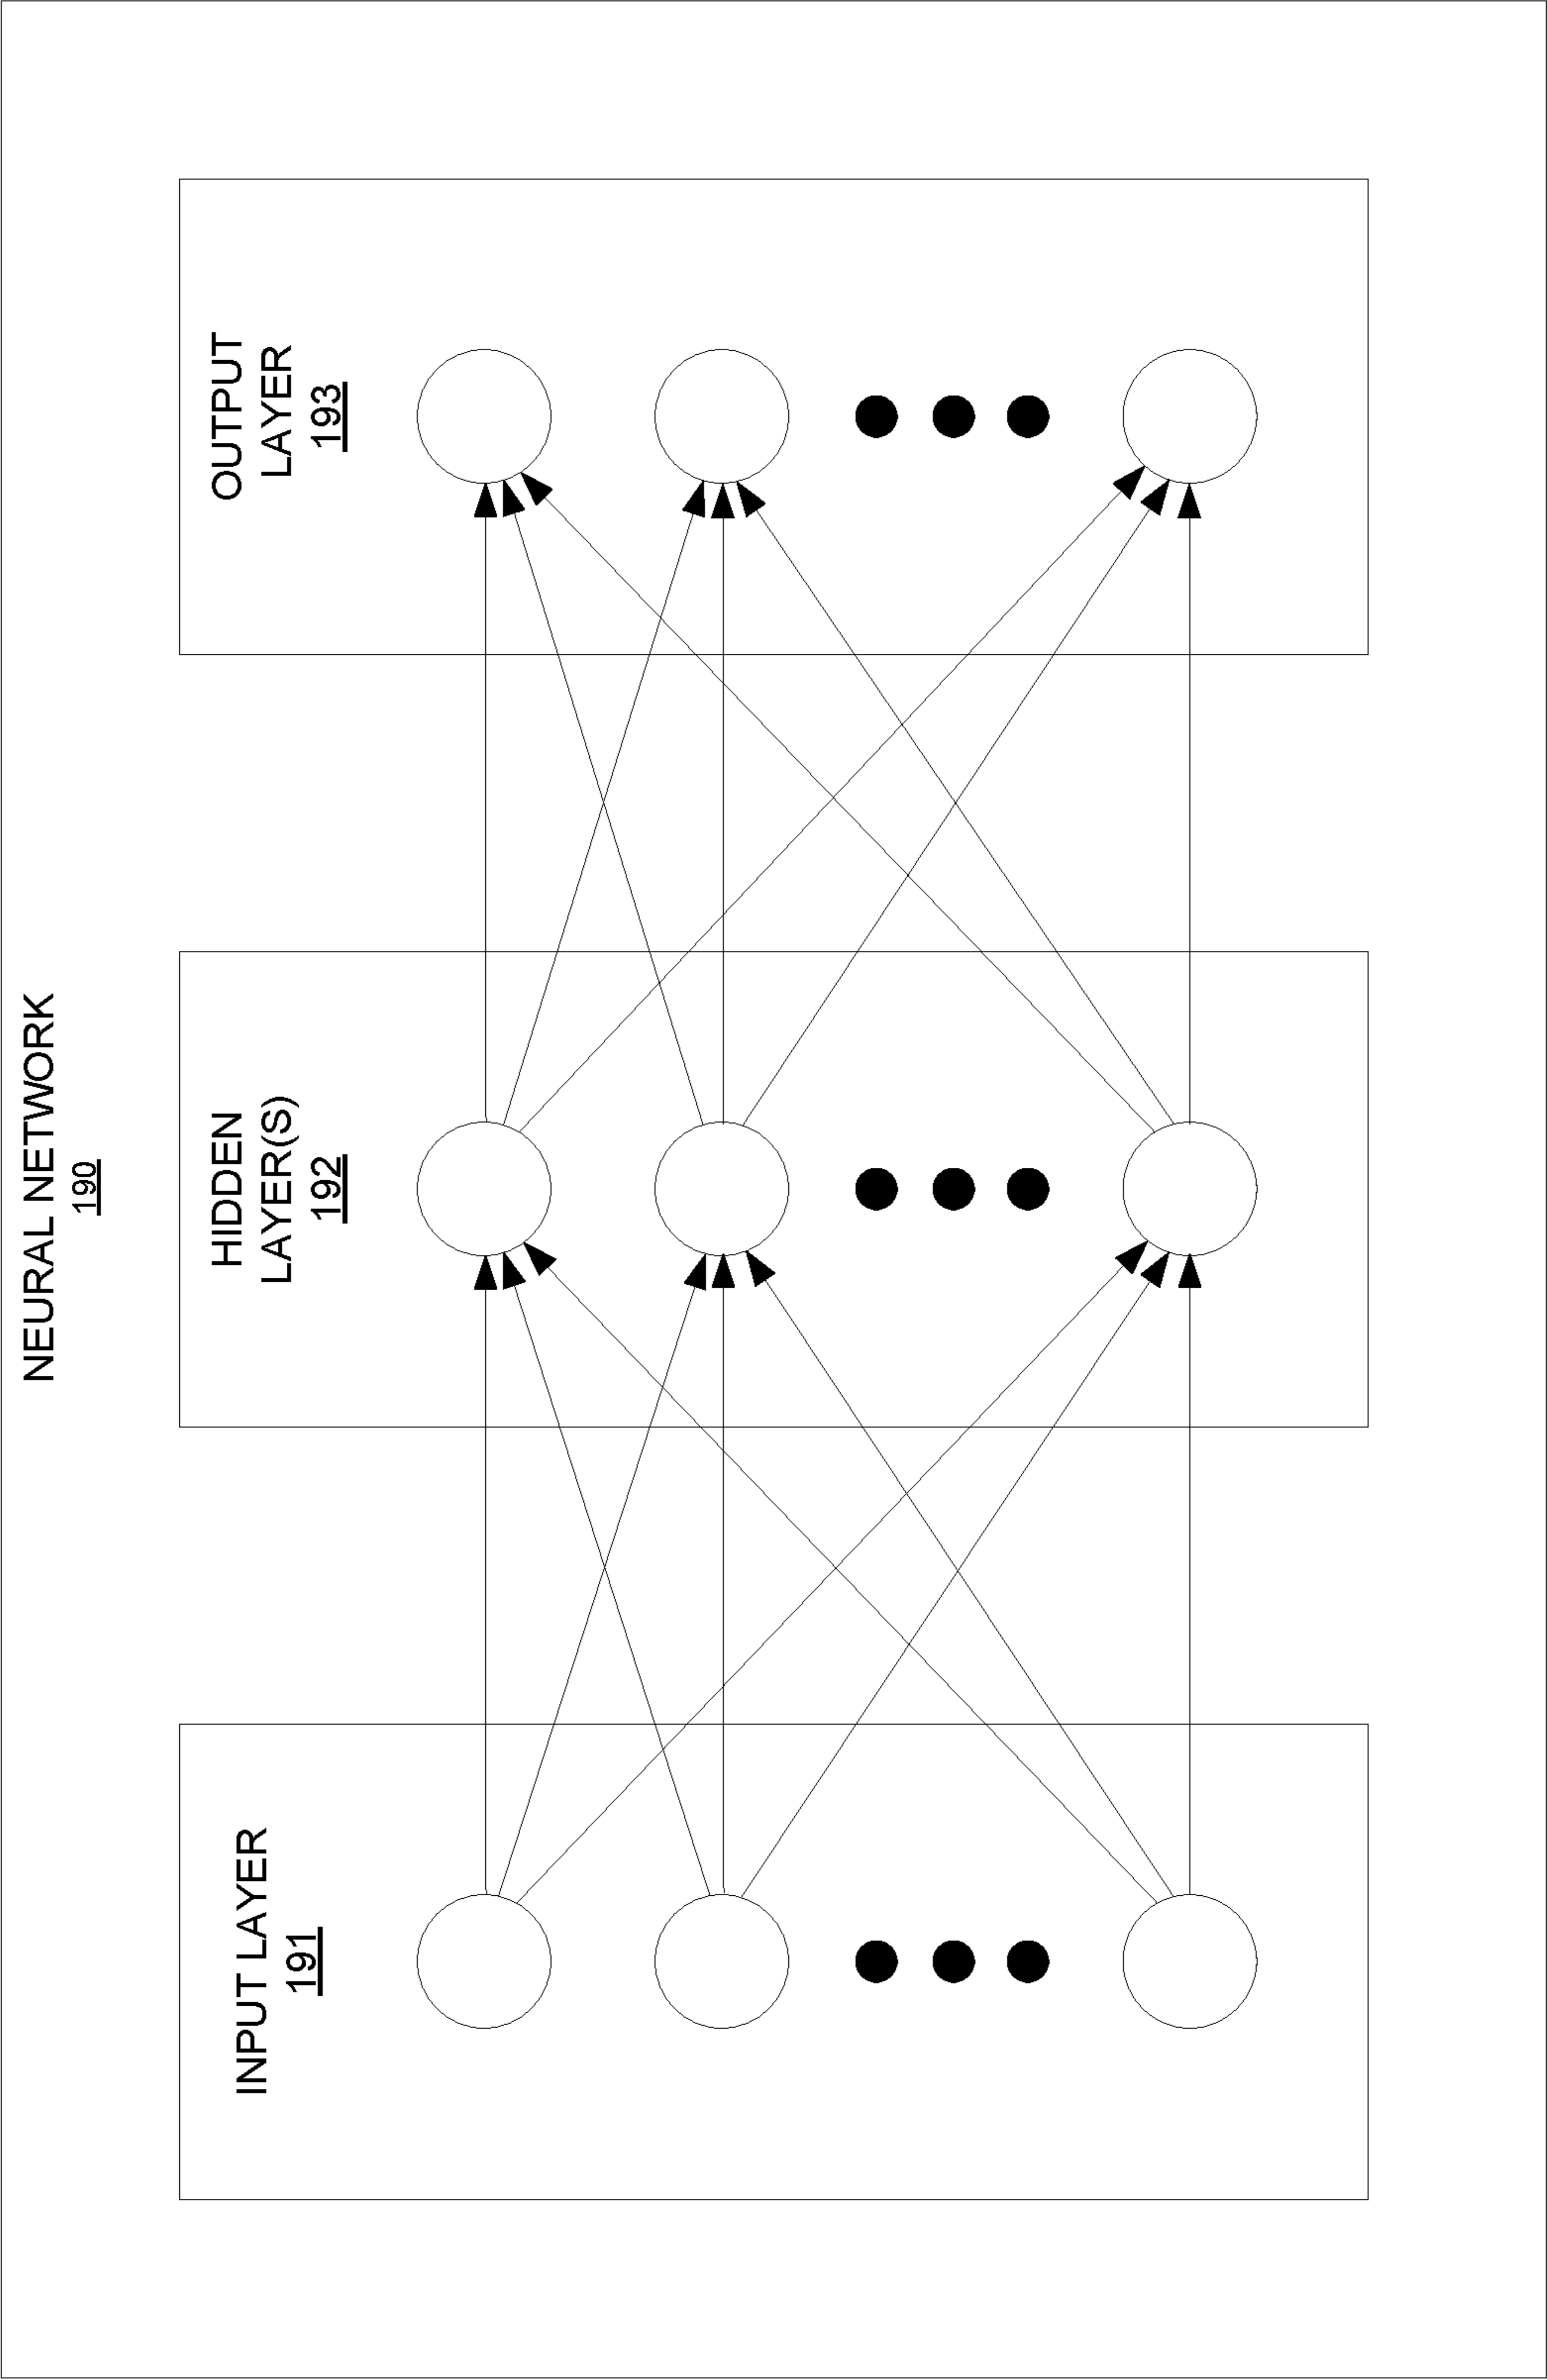 NEURAL NETWORK
190
INPUT LAYER
191
HIDDEN
LAYER(S)
192
OUTPUT
LAYER
193